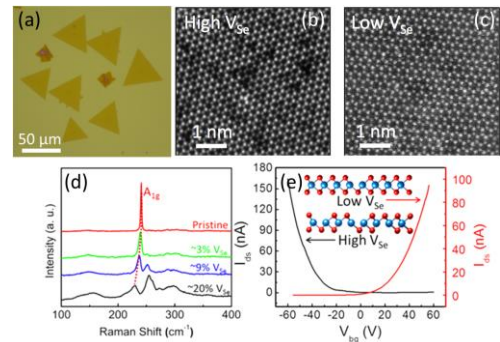 (a)
50 μm
High V_Se
(b)
1 nm
Low V_Se
(c)
1 nm
(d)
A1g
Pristine
~3% V_Se
~9% V_Se
~20% V_Se
Intensity (a. u.)
100 200 300 400
Raman Shift (cm⁻¹)
(e)
180
150
120
90
60
30
0
I_ds (nA)
Low V_Se
High V_Se
100
80
60
40
20
0
I_ds (nA)
-60 -40 -20 0 20 40 60
V_bg (V)